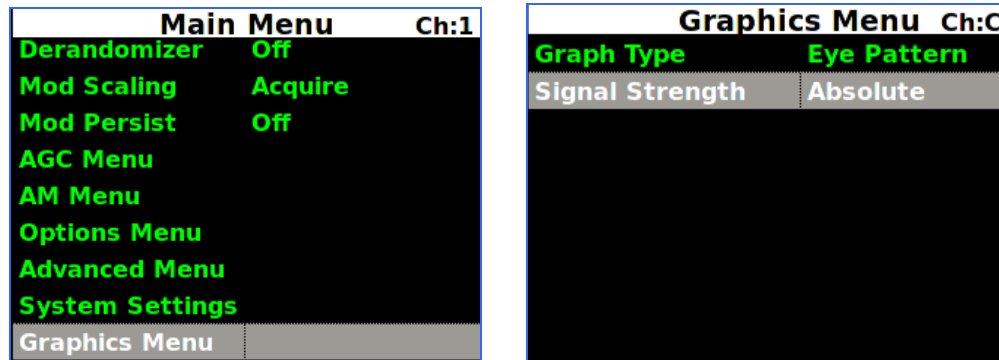 Main Menu Ch:1
Derandomizer Off
Mod Scaling Acquire
Mod Persist Off
AGC Menu
AM Menu
Options Menu
Advanced Menu
System Settings
Graphics Menu
Graphics Menu Ch:C
Graph Type Eye Pattern
Signal Strength Absolute